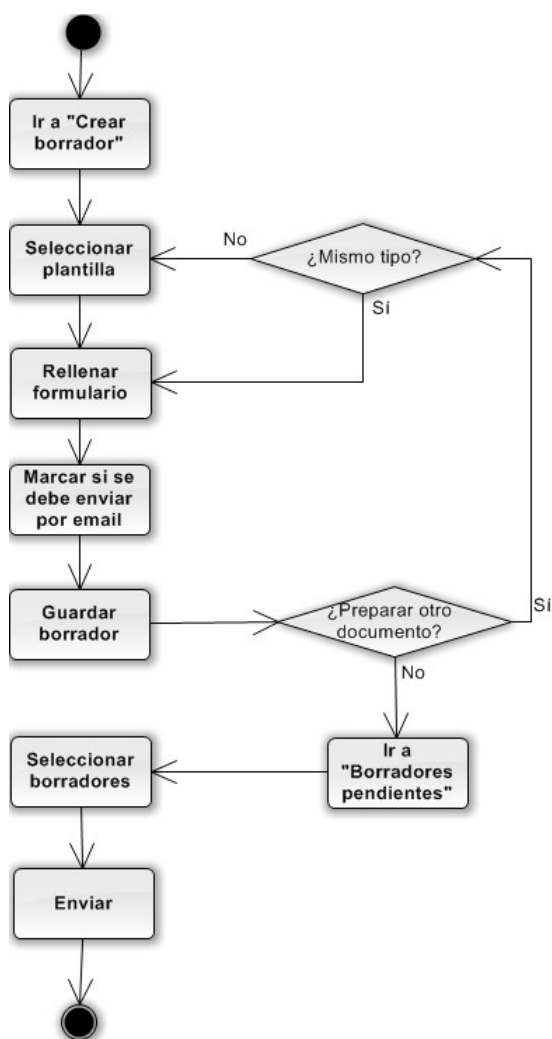 Ir a "Crear
borrador"
Seleccionar
plantilla
No
¿Mismo tipo?
Sí
Rellenar
formulario
Marcar si se
debe enviar
por email
Guardar
borrador
¿Preparar otro
documento?
Sí
No
Ir a
"Borradores
pendientes"
Seleccionar
borradores
Enviar